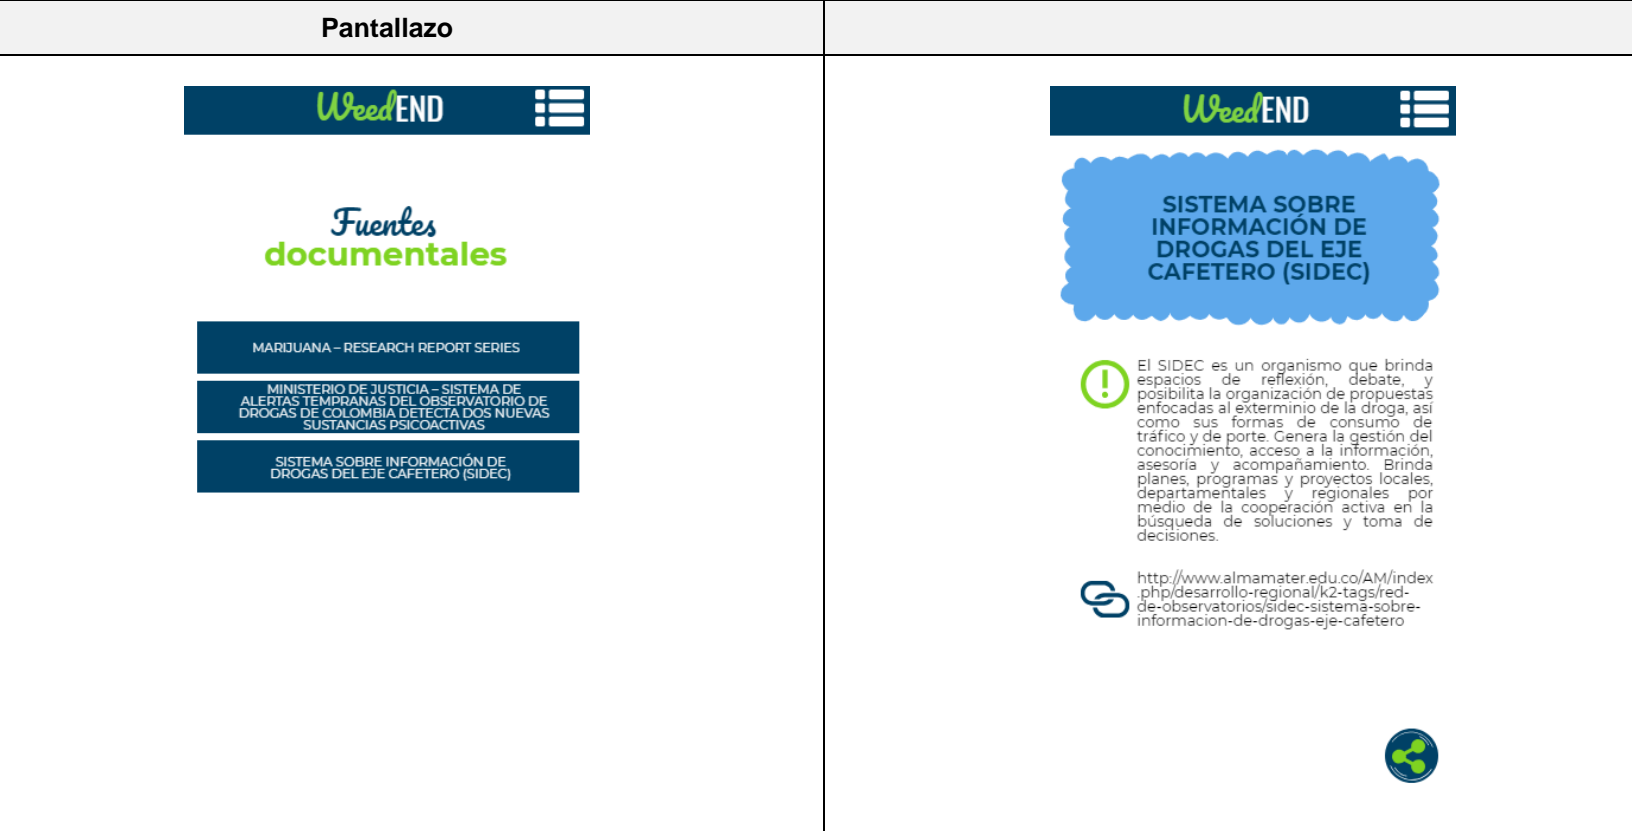 Pantallazo
WeedEND
Fuentes
documentales
MARIJUANA – RESEARCH REPORT SERIES
MINISTERIO DE JUSTICIA – SISTEMA DE
ALERTAS TEMPRANAS DEL OBSERVATORIO DE
DROGAS DE COLOMBIA DETECTA DOS NUEVAS
SUSTANCIAS PSICOACTIVAS
SISTEMA SOBRE INFORMACIÓN DE
DROGAS DEL EJE CAFETERO (SIDEC)
WeedEND
SISTEMA SOBRE
INFORMACIÓN DE
DROGAS DEL EJE
CAFETERO (SIDEC)
El SIDEC es un organismo que brinda
espacios de reflexión, debate, y
posibilita la organización de propuestas
enfocadas al exterminio de la droga, así
como sus formas de consumo de
tráfico y de porte. Genera la gestión del
conocimiento, acceso a la información,
asesoría y acompañamiento. Brinda
planes, programas y proyectos locales,
departamentales y regionales por
medio de la cooperación activa en la
búsqueda de soluciones y toma de
decisiones.
http://www.almamater.edu.co/AM/index
.php/desarrollo-regional/k2-tags/red-
de-observatorios/sidec-sistema-sobre-
informacion-de-drogas-eje-cafetero